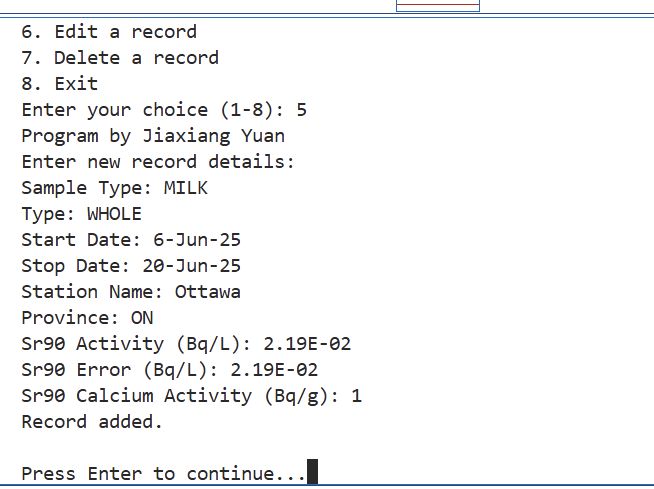 6. Edit a record
7. Delete a record
8. Exit
Enter your choice (1-8): 5
Program by Jiaxiang Yuan
Enter new record details:
Sample Type: MILK
Type: WHOLE
Start Date: 6-Jun-25
Stop Date: 20-Jun-25
Station Name: Ottawa
Province: ON
Sr90 Activity (Bq/L): 2.19E-02
Sr90 Error (Bq/L): 2.19E-02
Sr90 Calcium Activity (Bq/g): 1
Record added.
Press Enter to continue...